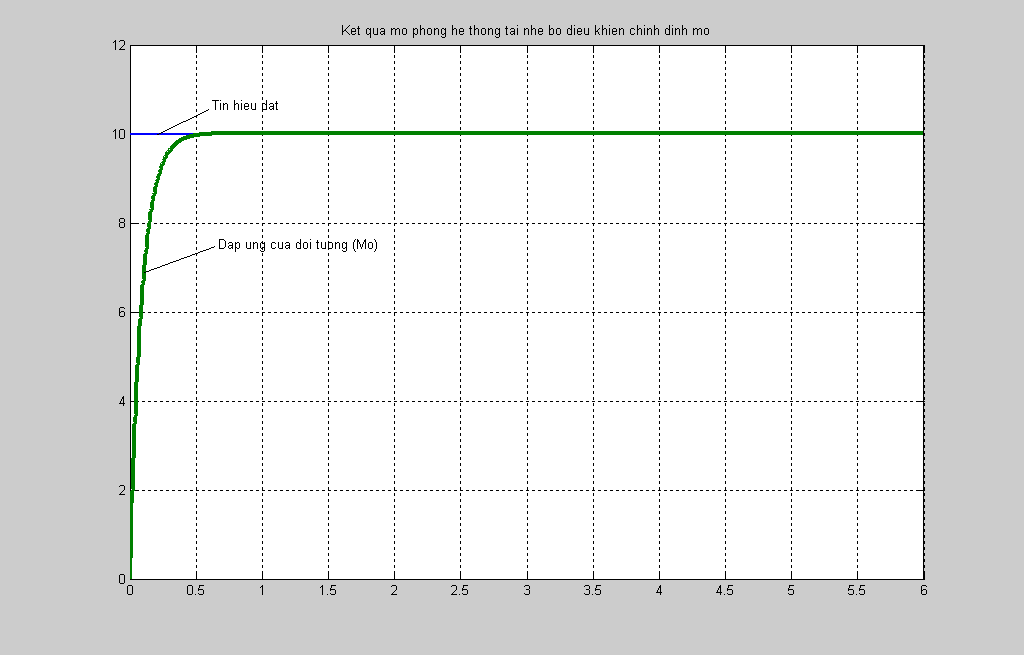 Ket qua mo phong he thong tai nhe bo dieu khien chinh dinh mo
12
Tin hieu dat
10
8
Dap ung cua doi tuong (Mo)
6
4
2
0
0 0.5 1 1.5 2 2.5 3 3.5 4 4.5 5 5.5 6